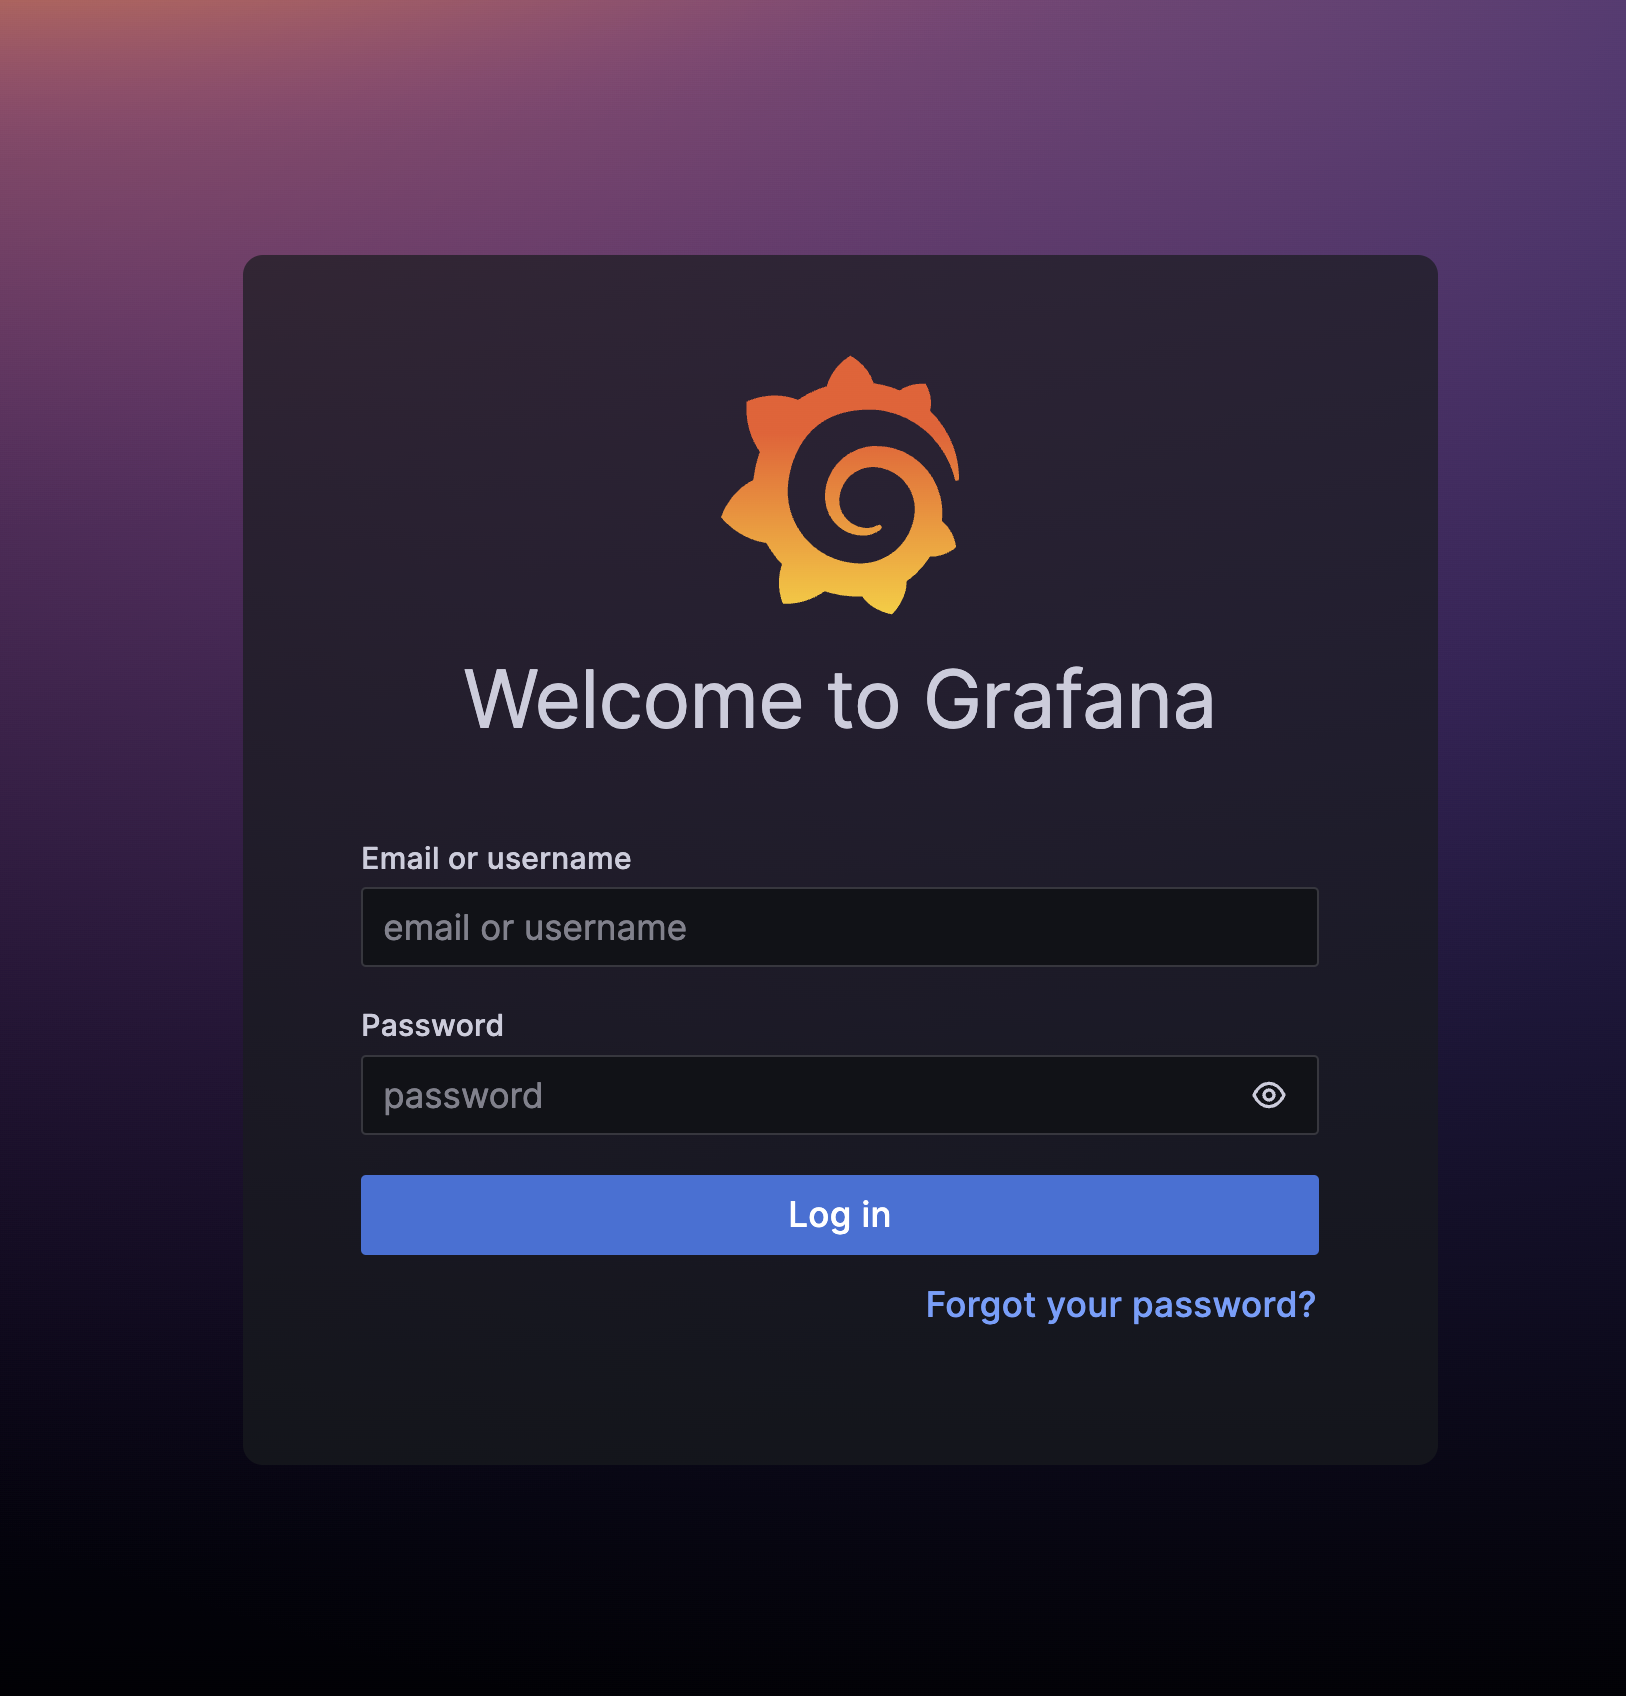 Welcome to Grafana
Email or username
email or username
Password
password
Log in
Forgot your password?